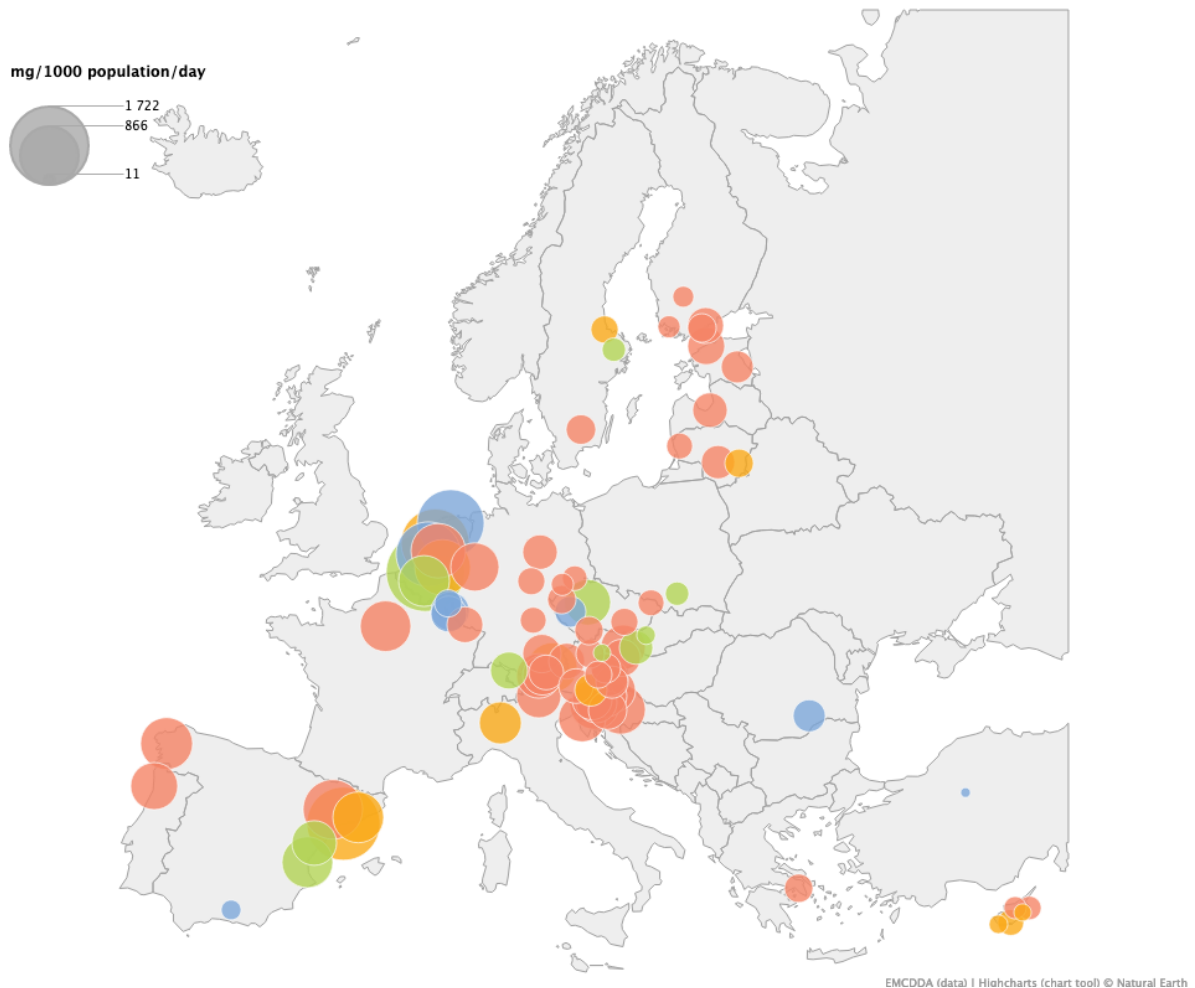 mg/1000 population/day
1 722
866
11
EMCDDA (data) | Highcharts (chart tool) © Natural Earth